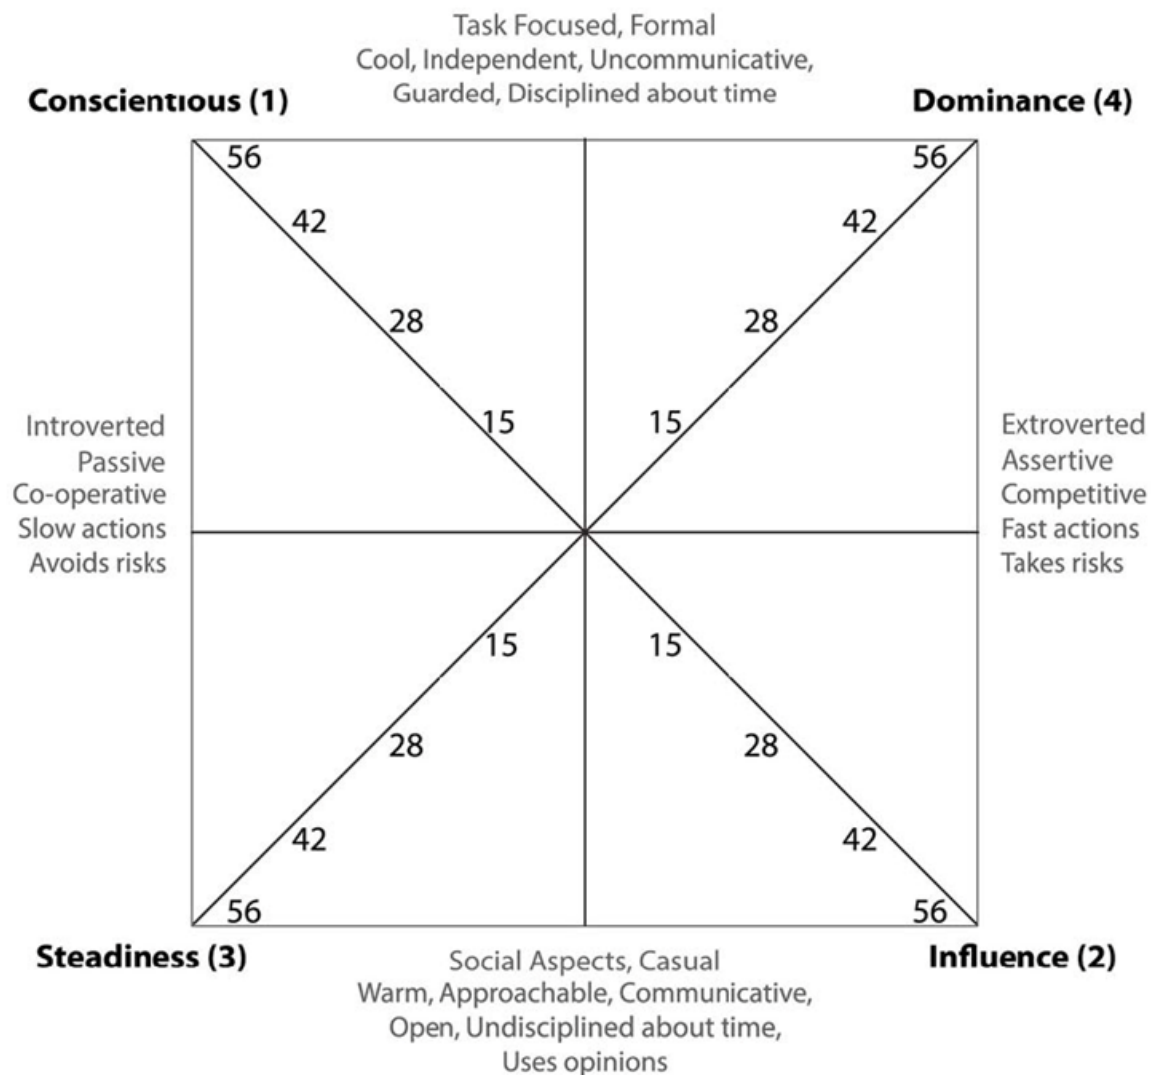 Task Focused, Formal
Cool, Independent, Uncommunicative,
Guarded, Disciplined about time
Conscientious (1)
Dominance (4)
56
56
42
42
28
28
15
15
Introverted
Passive
Co-operative
Slow actions
Avoids risks
Extroverted
Assertive
Competitive
Fast actions
Takes risks
15
15
28
28
42
42
56
56
Steadiness (3)
Influence (2)
Social Aspects, Casual
Warm, Approachable, Communicative,
Open, Undisciplined about time,
Uses opinions